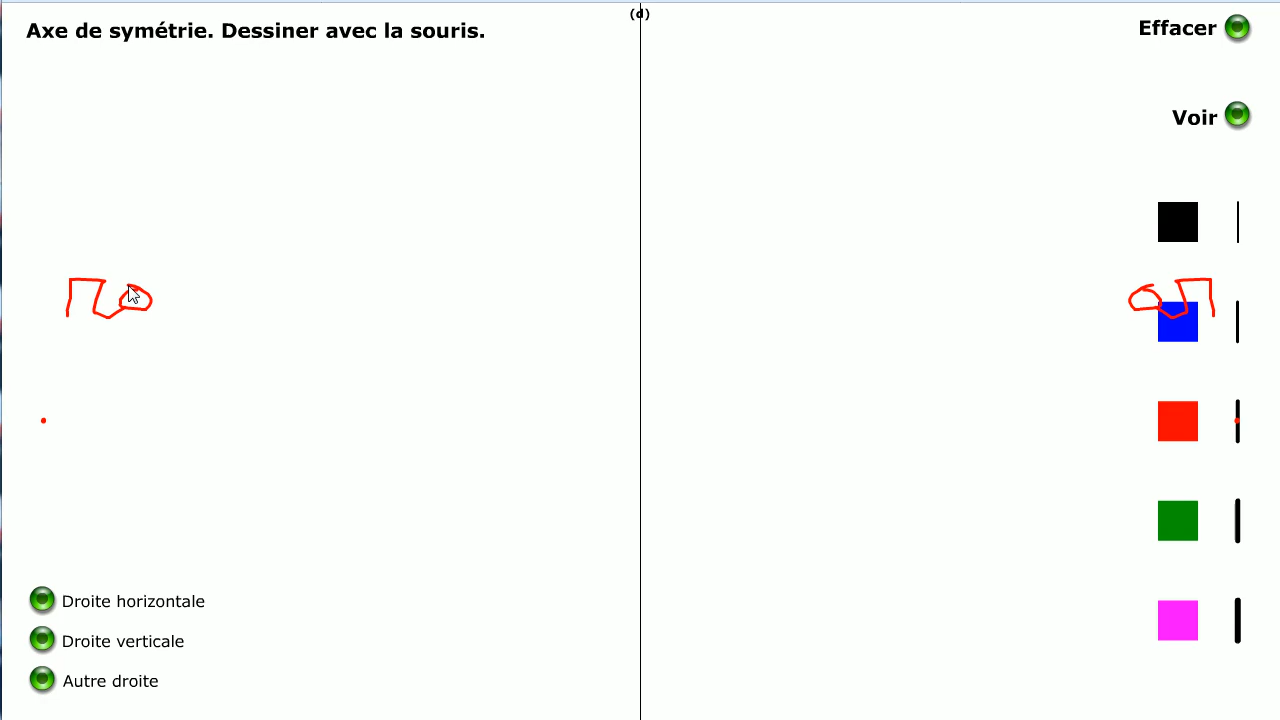 (d)
Axe de symétrie. Dessiner avec la souris.
Effacer
Voir
Droite horizontale
Droite verticale
Autre droite